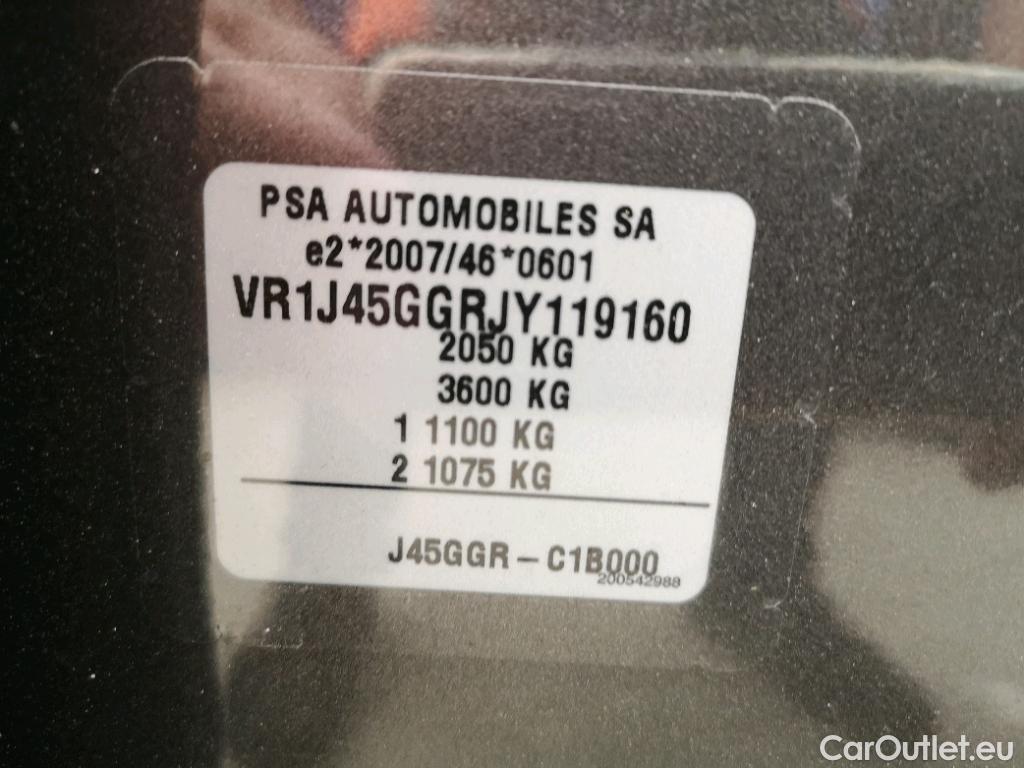 PSA AUTOMOBILES SA
e2*2007/46*0601
VR1J45GGRJY119160
2050 KG
3600 KG
1 1100 KG
2 1075 KG
J45GGR – C1B000
200542988
CarOutlet.eu